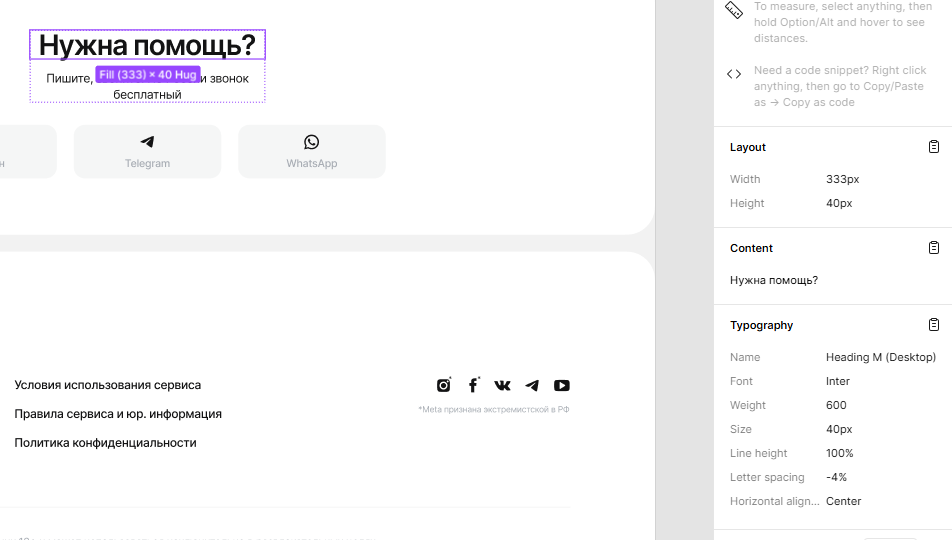 Нужна помощь?
Пишите,
Fill (333) × 40 Hug
и звонок
бесплатный
н
Telegram
WhatsApp
Условия использования сервиса
Правила сервиса и юр. информация
Политика конфиденциальности
*Meta признана экстремистской в РФ
To measure, select anything, then
hold Option/Alt and hover to see
distances.
Need a code snippet? Right click
anything, then go to Copy/Paste
as → Copy as code
Layout
Width 333px
Height 40px
Content
Нужна помощь?
Typography
Name Heading M (Desktop)
Font Inter
Weight 600
Size 40px
Line height 100%
Letter spacing -4%
Horizontal align... Center